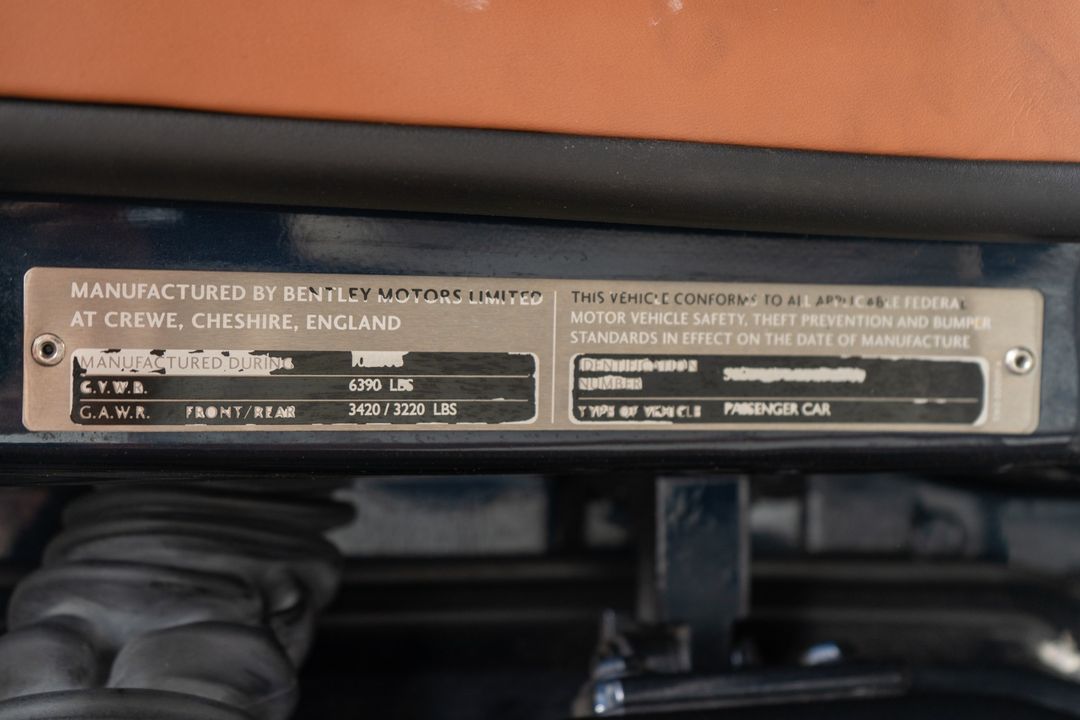 MANUFACTURED BY BENTLEY MOTORS LIMITED
AT CREWE, CHESHIRE, ENGLAND
MANUFACTURED DURING
G.V.W.R. 6390 LBS
G.A.W.R. FRONT/REAR 3420 / 3220 LBS
THIS VEHICLE CONFORMS TO ALL APPLICABLE FEDERAL
MOTOR VEHICLE SAFETY, THEFT PREVENTION AND BUMPER
STANDARDS IN EFFECT ON THE DATE OF MANUFACTURE
IDENTIFICATION
NUMBER
TYPE OF VEHICLE PASSENGER CAR